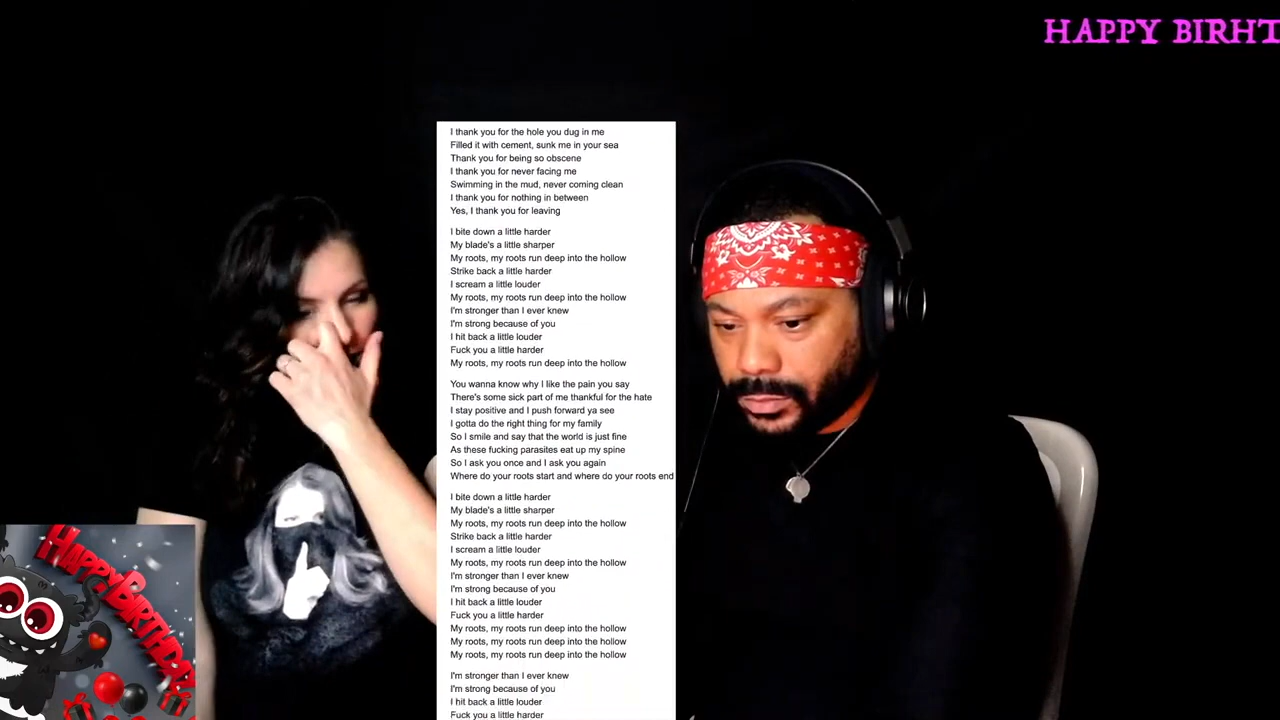 HAPPY BIRHT
I thank you for the hole you dug in me
Filled it with cement, sunk me in your sea
Thank you for being so obscene
I thank you for never facing me
Swimming in the mud, never coming clean
I thank you for nothing in between
Yes, I thank you for leaving
I bite down a little harder
My blade's a little sharper
My roots, my roots run deep into the hollow
Strike back a little harder
I scream a little louder
My roots, my roots run deep into the hollow
I'm stronger than I ever knew
I'm strong because of you
I hit back a little louder
Fuck you a little harder
My roots, my roots run deep into the hollow
You wanna know why I like the pain you say
There's some sick part of me thankful for the hate
I stay positive and I push forward ya see
I gotta do the right thing for my family
So I smile and say that the world is just fine
As these fucking parasites eat up my spine
So I ask you once and I ask you again
Where do your roots start and where do your roots end
I bite down a little harder
My blade's a little sharper
My roots, my roots run deep into the hollow
Strike back a little harder
I scream a little louder
My roots, my roots run deep into the hollow
I'm stronger than I ever knew
I'm strong because of you
I hit back a little louder
Fuck you a little harder
My roots, my roots run deep into the hollow
My roots, my roots run deep into the hollow
My roots, my roots run deep into the hollow
I'm stronger than I ever knew
I'm strong because of you
I hit back a little louder
Fuck you a little harder
Happy Birthday